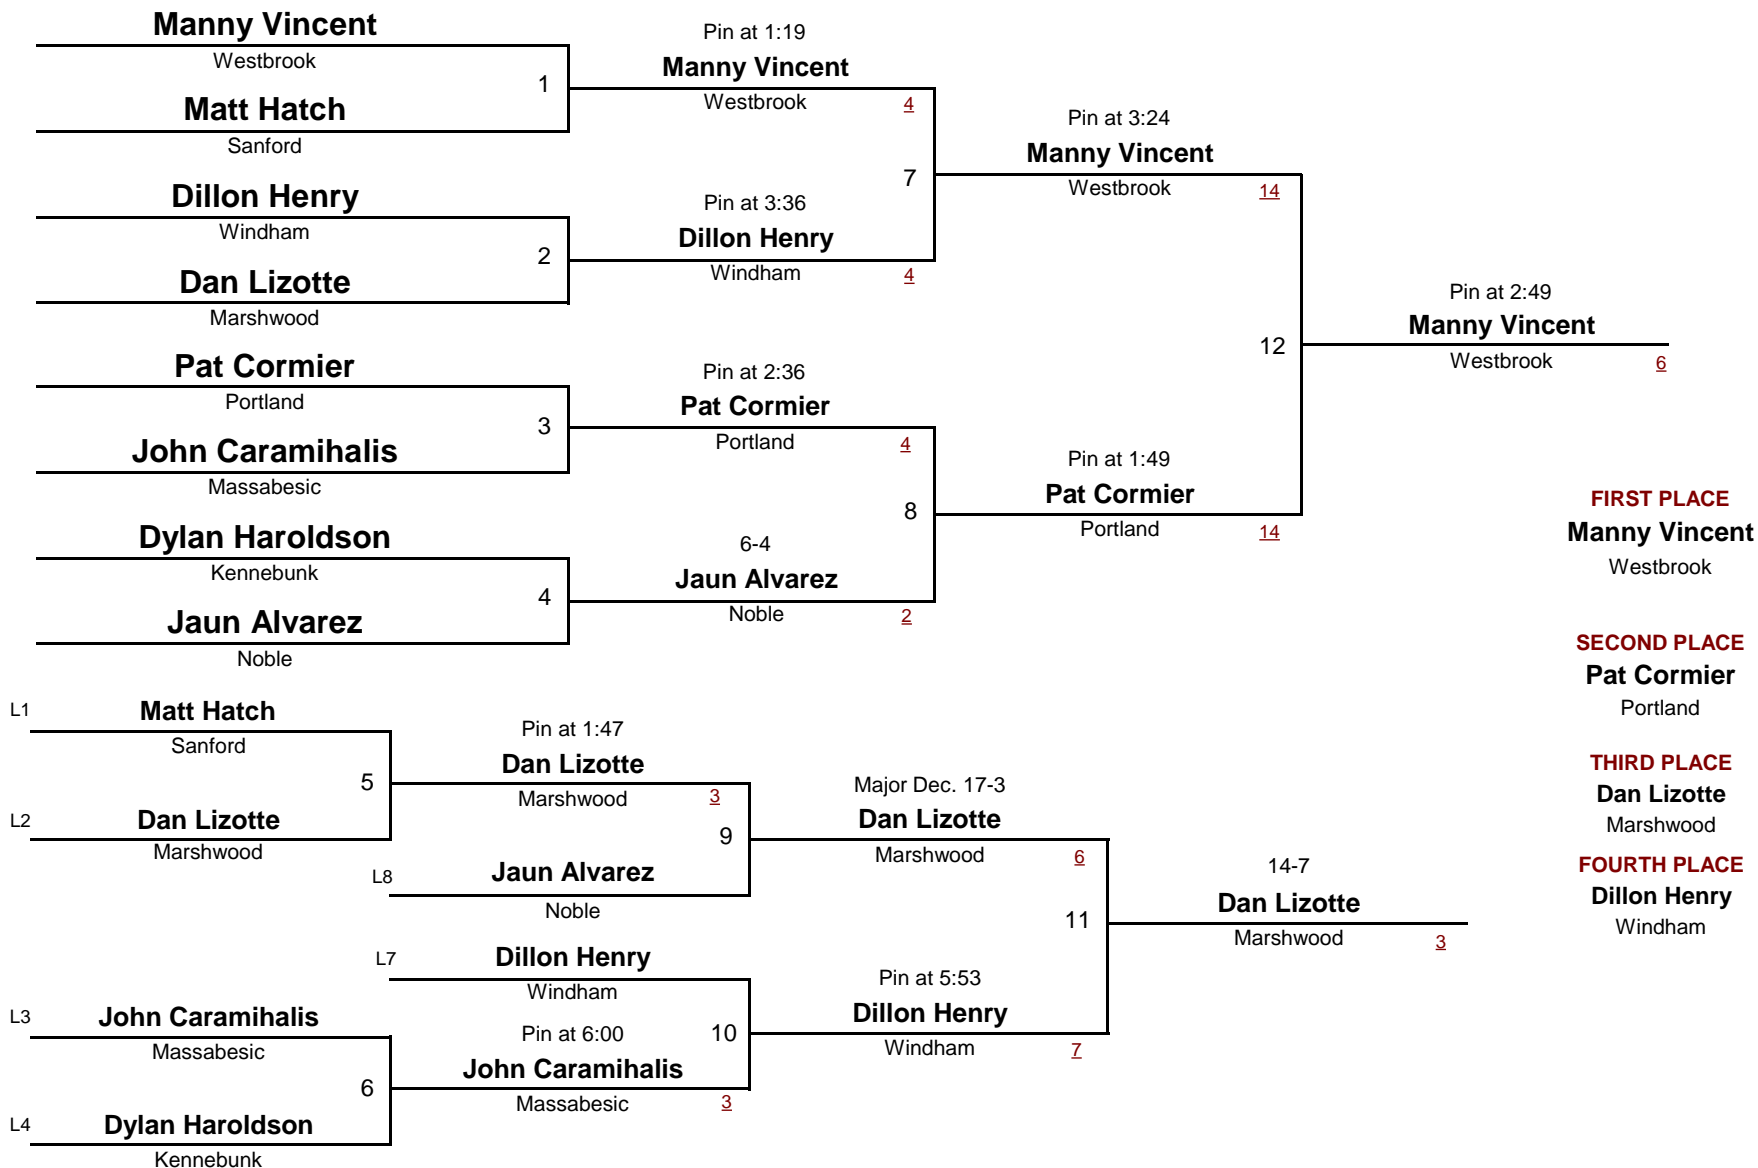 Manny Vincent
Westbrook
1
Matt Hatch
Sanford
Dillon Henry
Windham
2
Dan Lizotte
Marshwood
Pat Cormier
Portland
3
John Caramihalis
Massabesic
Dylan Haroldson
Kennebunk
4
Jaun Alvarez
Noble
Pin at 1:19
Manny Vincent
Westbrook 4
7
Pin at 3:36
Dillon Henry
Windham 4
Pin at 2:36
Pat Cormier
Portland 4
8
6-4
Jaun Alvarez
Noble 2
Pin at 3:24
Manny Vincent
Westbrook 14
12
Pin at 1:49
Pat Cormier
Portland 14
Pin at 2:49
Manny Vincent
Westbrook 6
FIRST PLACE
Manny Vincent
Westbrook
SECOND PLACE
Pat Cormier
Portland
THIRD PLACE
Dan Lizotte
Marshwood
FOURTH PLACE
Dillon Henry
Windham
L1 Matt Hatch
Sanford
5
L2 Dan Lizotte
Marshwood
Pin at 1:47
Dan Lizotte
Marshwood 3
9
L8 Jaun Alvarez
Noble
L7 Dillon Henry
Windham
10
L3 John Caramihalis
Massabesic
6
L4 Dylan Haroldson
Kennebunk
Pin at 6:00
John Caramihalis
Massabesic 3
Major Dec. 17-3
Dan Lizotte
Marshwood 6
11
Pin at 5:53
Dillon Henry
Windham 7
14-7
Dan Lizotte
Marshwood 3